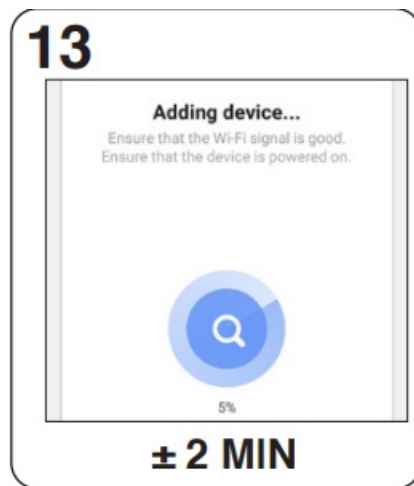 13
Adding device...
Ensure that the Wi-Fi signal is good.
Ensure that the device is powered on.
5%
± 2 MIN